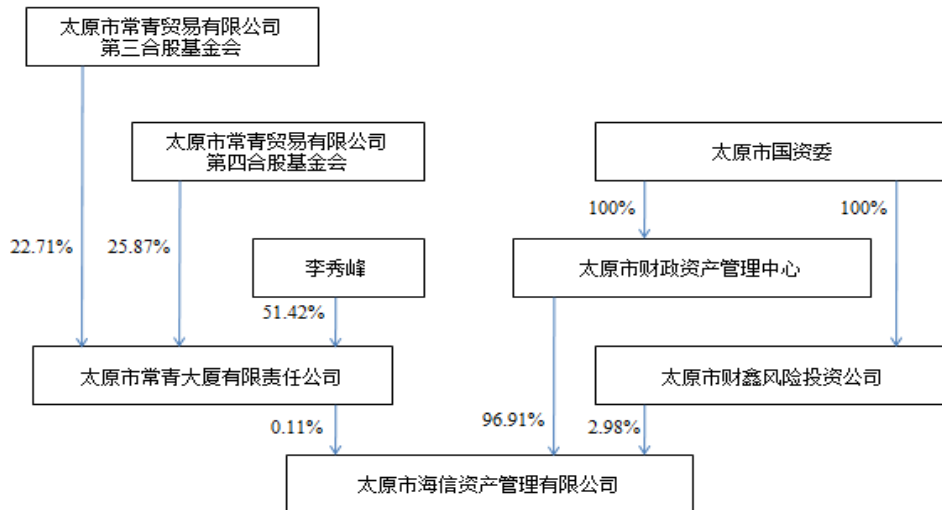 太原市常青贸易有限公司
第三合股基金会
太原市常青贸易有限公司
第四合股基金会
太原市国资委
100%
100%
22.71%
25.87%
李秀峰
太原市财政资产管理中心
51.42%
太原市常青大厦有限责任公司
太原市财鑫风险投资公司
0.11%
96.91%
2.98%
太原市海信资产管理有限公司